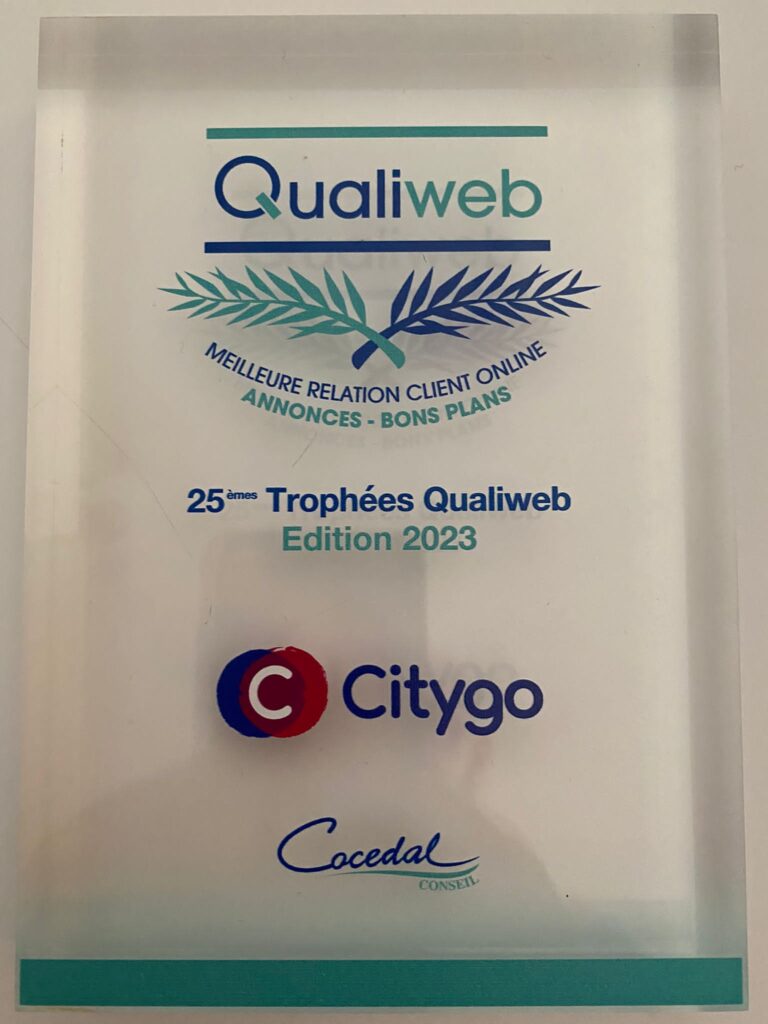 Qualiweb
MEILLEURE RELATION CLIENT ONLINE
ANNONCES - BONS PLANS
25èmes Trophées Qualiweb
Edition 2023
C Citygo
Cocedal
CONSEIL